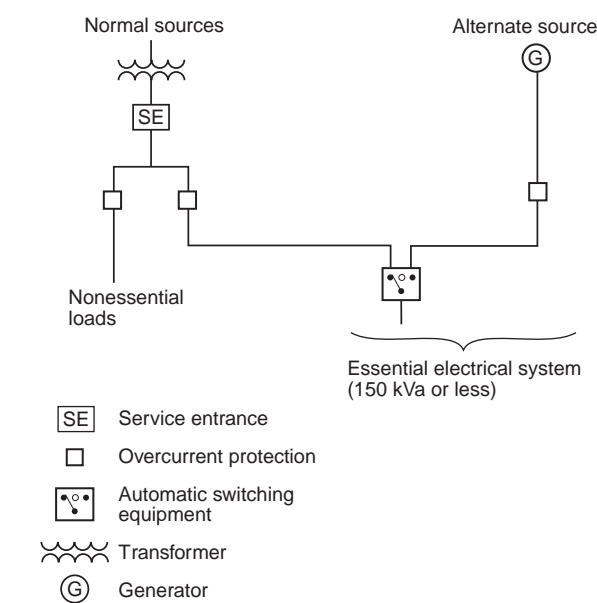 Normal sources
Alternate source
G
SE
Nonessential
loads
Essential electrical system
(150 kVa or less)
SE Service entrance
Overcurrent protection
Automatic switching
equipment
Transformer
G Generator